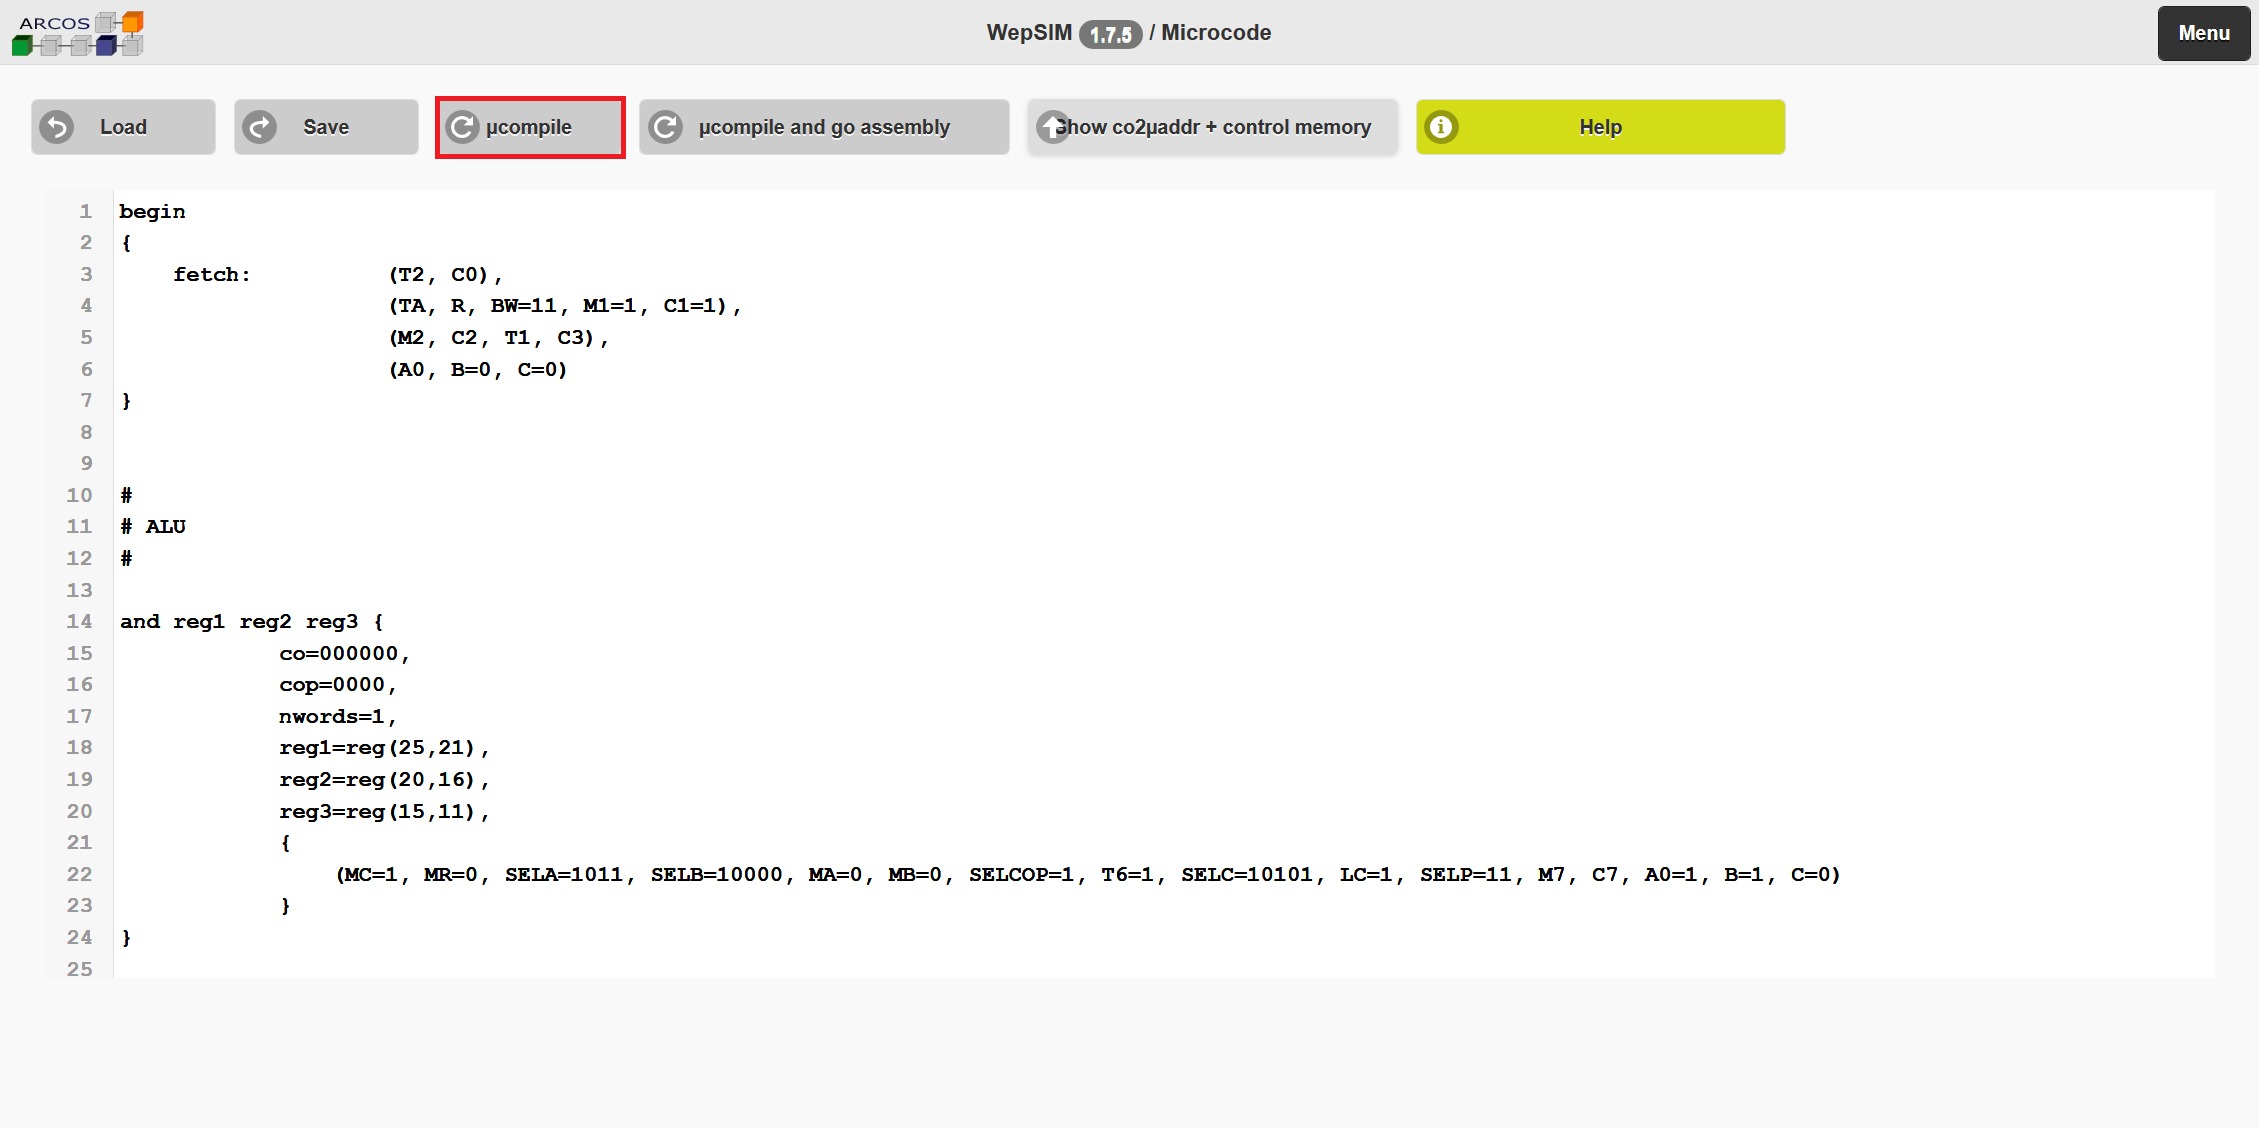 ARCOS
WepSIM 1.7.5 / Microcode
Menu
Load
Save
µcompile
µcompile and go assembly
Show co2µaddr + control memory
Help
1 begin
2 {
3 fetch: (T2, C0),
4 (TA, R, BW=11, M1=1, C1=1),
5 (M2, C2, T1, C3),
6 (A0, B=0, C=0)
7 }
8
9
10 #
11 # ALU
12 #
13
14 and reg1 reg2 reg3 {
15 co=000000,
16 cop=0000,
17 nwords=1,
18 reg1=reg(25,21),
19 reg2=reg(20,16),
20 reg3=reg(15,11),
21 {
22 (MC=1, MR=0, SELA=1011, SELB=10000, MA=0, MB=0, SELCOP=1, T6=1, SELC=10101, LC=1, SELP=11, M7, C7, A0=1, B=1, C=0)
23 }
24 }
25